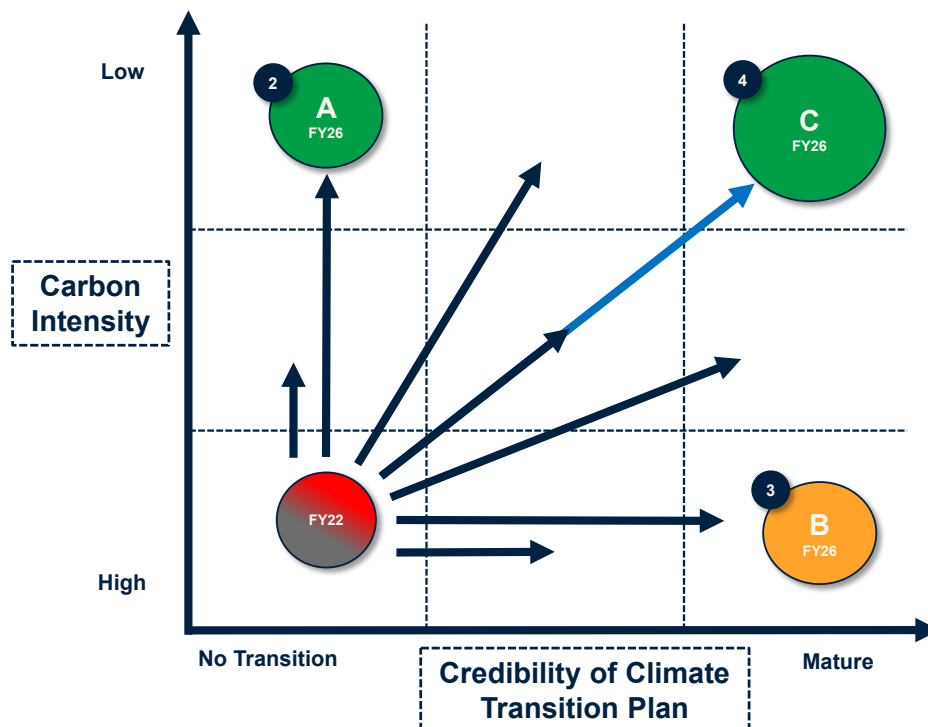 Low
2
A
FY26
4
C
FY26
Carbon
Intensity
FY22
3
B
FY26
High
No Transition
Credibility of Climate
Transition Plan
Mature